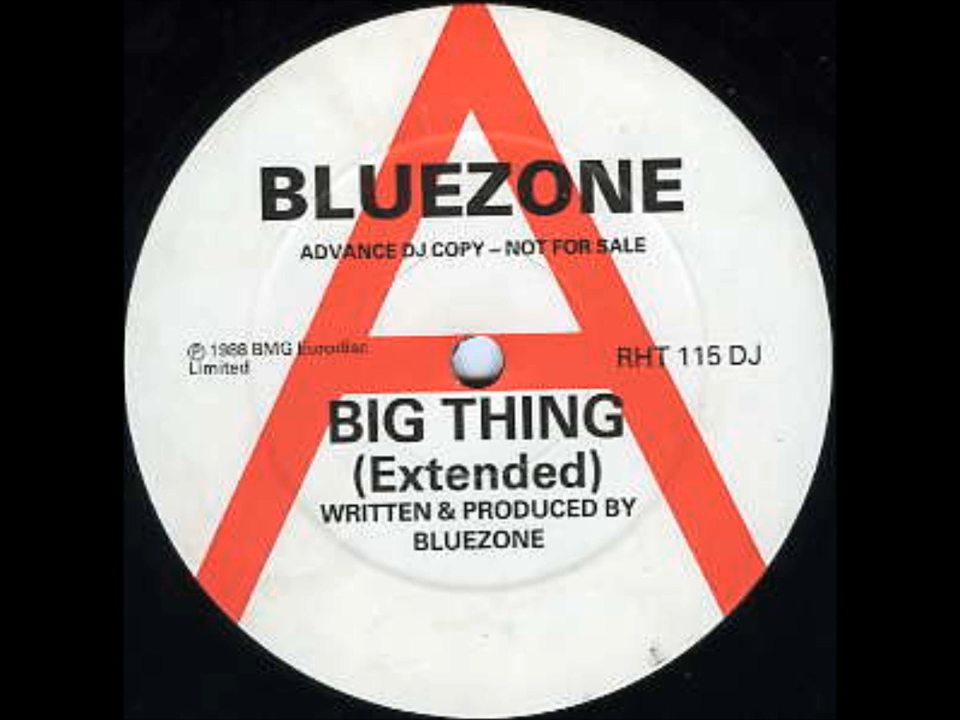 A
BLUEZONE
ADVANCE DJ COPY – NOT FOR SALE
℗ 1988 BMG Eurodisc
Limited
RHT 115 DJ
BIG THING
(Extended)
WRITTEN & PRODUCED BY
BLUEZONE